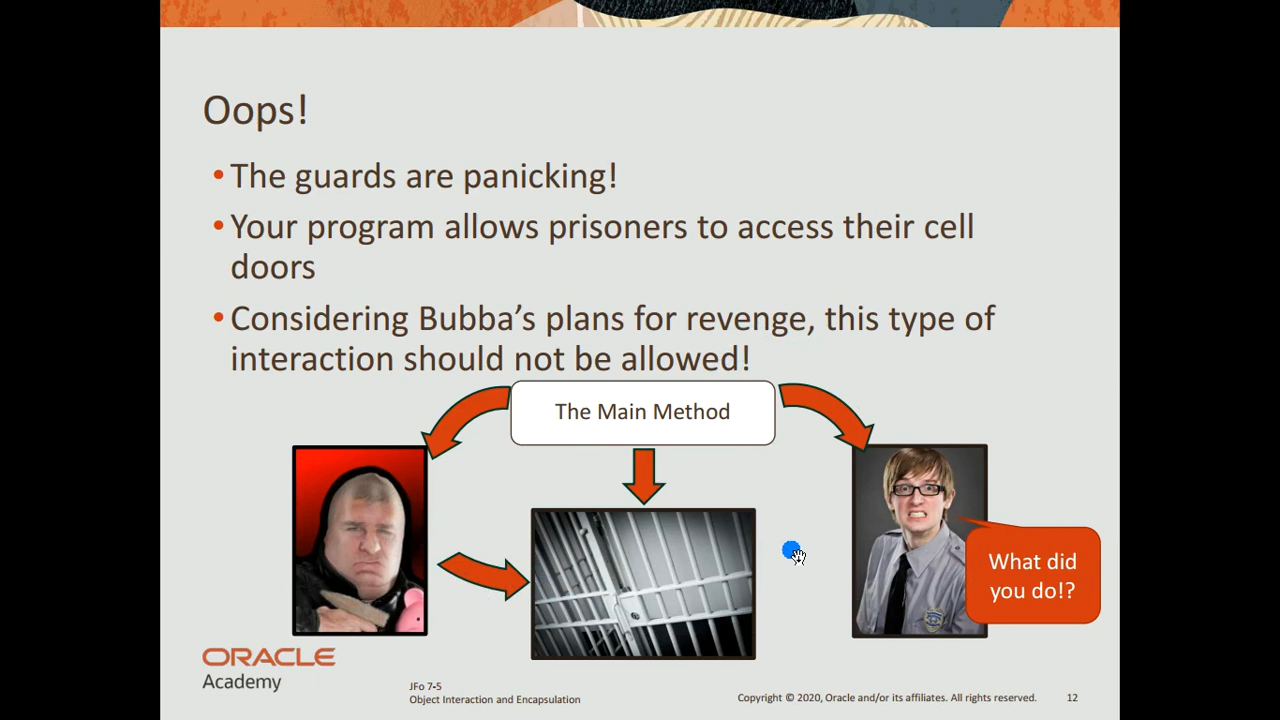 Oops!
•The guards are panicking!
•Your program allows prisoners to access their cell
doors
•Considering Bubba’s plans for revenge, this type of
interaction should not be allowed!
The Main Method
What did
you do!?
ORACLE
Academy
JFo 7-5
Object Interaction and Encapsulation
Copyright © 2020, Oracle and/or its affiliates. All rights reserved.
12